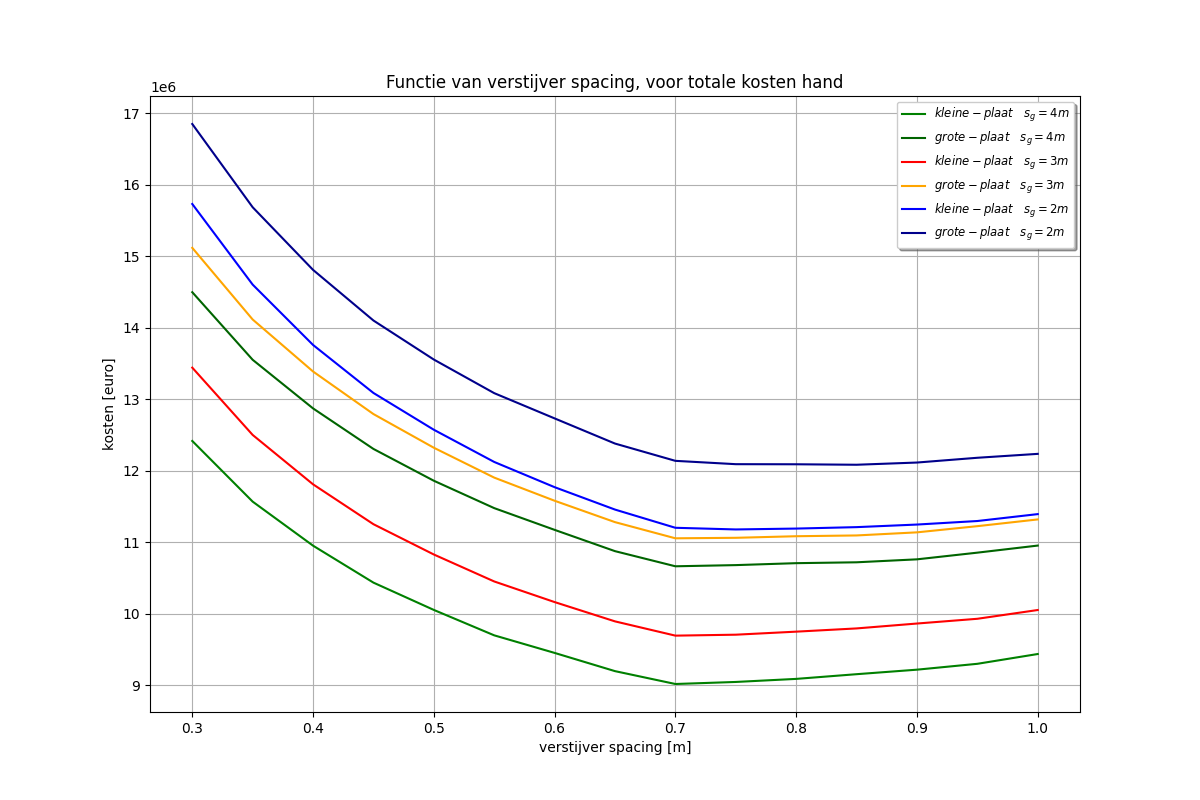 Functie van verstijver spacing, voor totale kosten hand
1e6
kleine − plaat s_g = 4m
grote − plaat s_g = 4m
kleine − plaat s_g = 3m
grote − plaat s_g = 3m
kleine − plaat s_g = 2m
grote − plaat s_g = 2m
17
16
15
14
13
12
11
10
9
kosten [euro]
0.3 0.4 0.5 0.6 0.7 0.8 0.9 1.0
verstijver spacing [m]